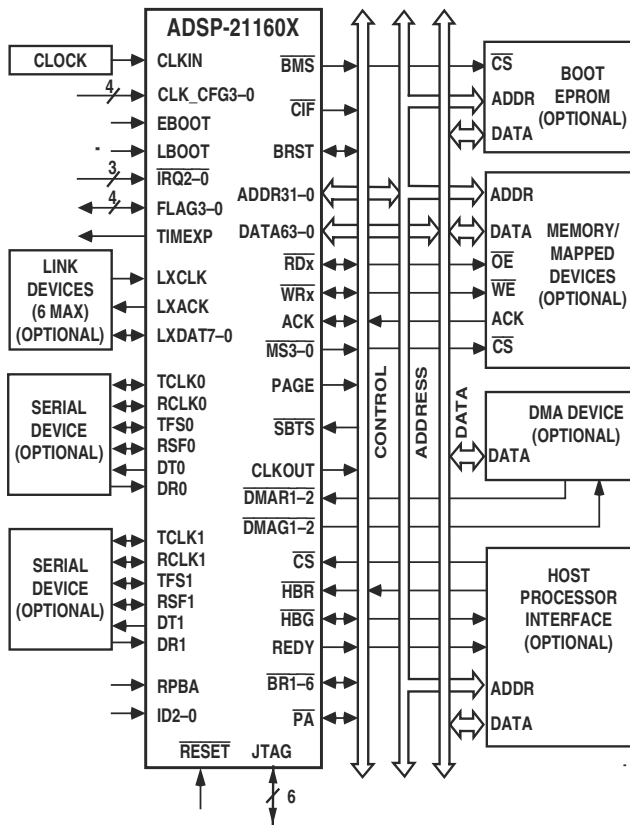 ADSP-21160X
CLOCK
CLKIN
4
CLK_CFG3–0
EBOOT
LBOOT
3
IRQ2–0
4
FLAG3–0
TIMEXP
LINK
DEVICES
(6 MAX)
(OPTIONAL)
LXCLK
LXACK
LXDAT7–0
SERIAL
DEVICE
(OPTIONAL)
TCLK0
RCLK0
TFS0
RSF0
DT0
DR0
SERIAL
DEVICE
(OPTIONAL)
TCLK1
RCLK1
TFS1
RSF1
DT1
DR1
RPBA
ID2–0
RESET
JTAG
6
BMS
CIF
BRST
ADDR31–0
DATA63–0
RDx
WRx
ACK
MS3–0
PAGE
SBTS
CLKOUT
DMAR1–2
DMAG1–2
CS
HBR
HBG
REDY
BR1–6
PA
CONTROL
ADDRESS
DATA
CS
ADDR
DATA
BOOT
EPROM
(OPTIONAL)
ADDR
DATA
OE
WE
ACK
CS
MEMORY/
MAPPED
DEVICES
(OPTIONAL)
DMA DEVICE
(OPTIONAL)
DATA
HOST
PROCESSOR
INTERFACE
(OPTIONAL)
ADDR
DATA